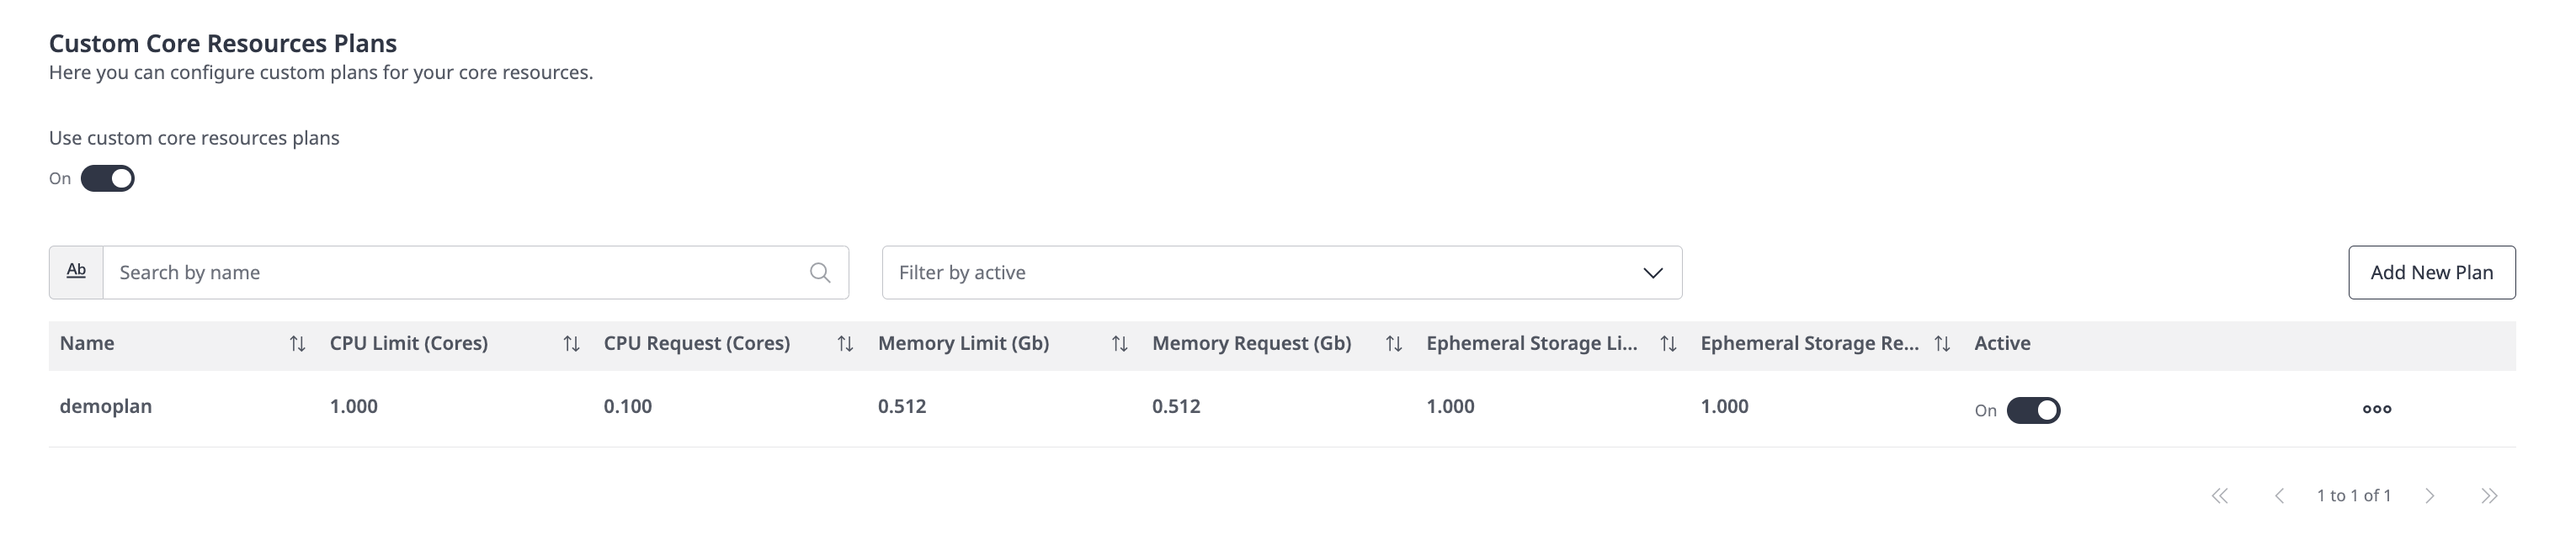 Custom Core Resources Plans
Here you can configure custom plans for your core resources.
Use custom core resources plans
On
Ab Search by name Filter by active Add New Plan
Name CPU Limit (Cores) CPU Request (Cores) Memory Limit (Gb) Memory Request (Gb) Ephemeral Storage Li... Ephemeral Storage Re... Active
demoplan 1.000 0.100 0.512 0.512 1.000 1.000 On
1 to 1 of 1